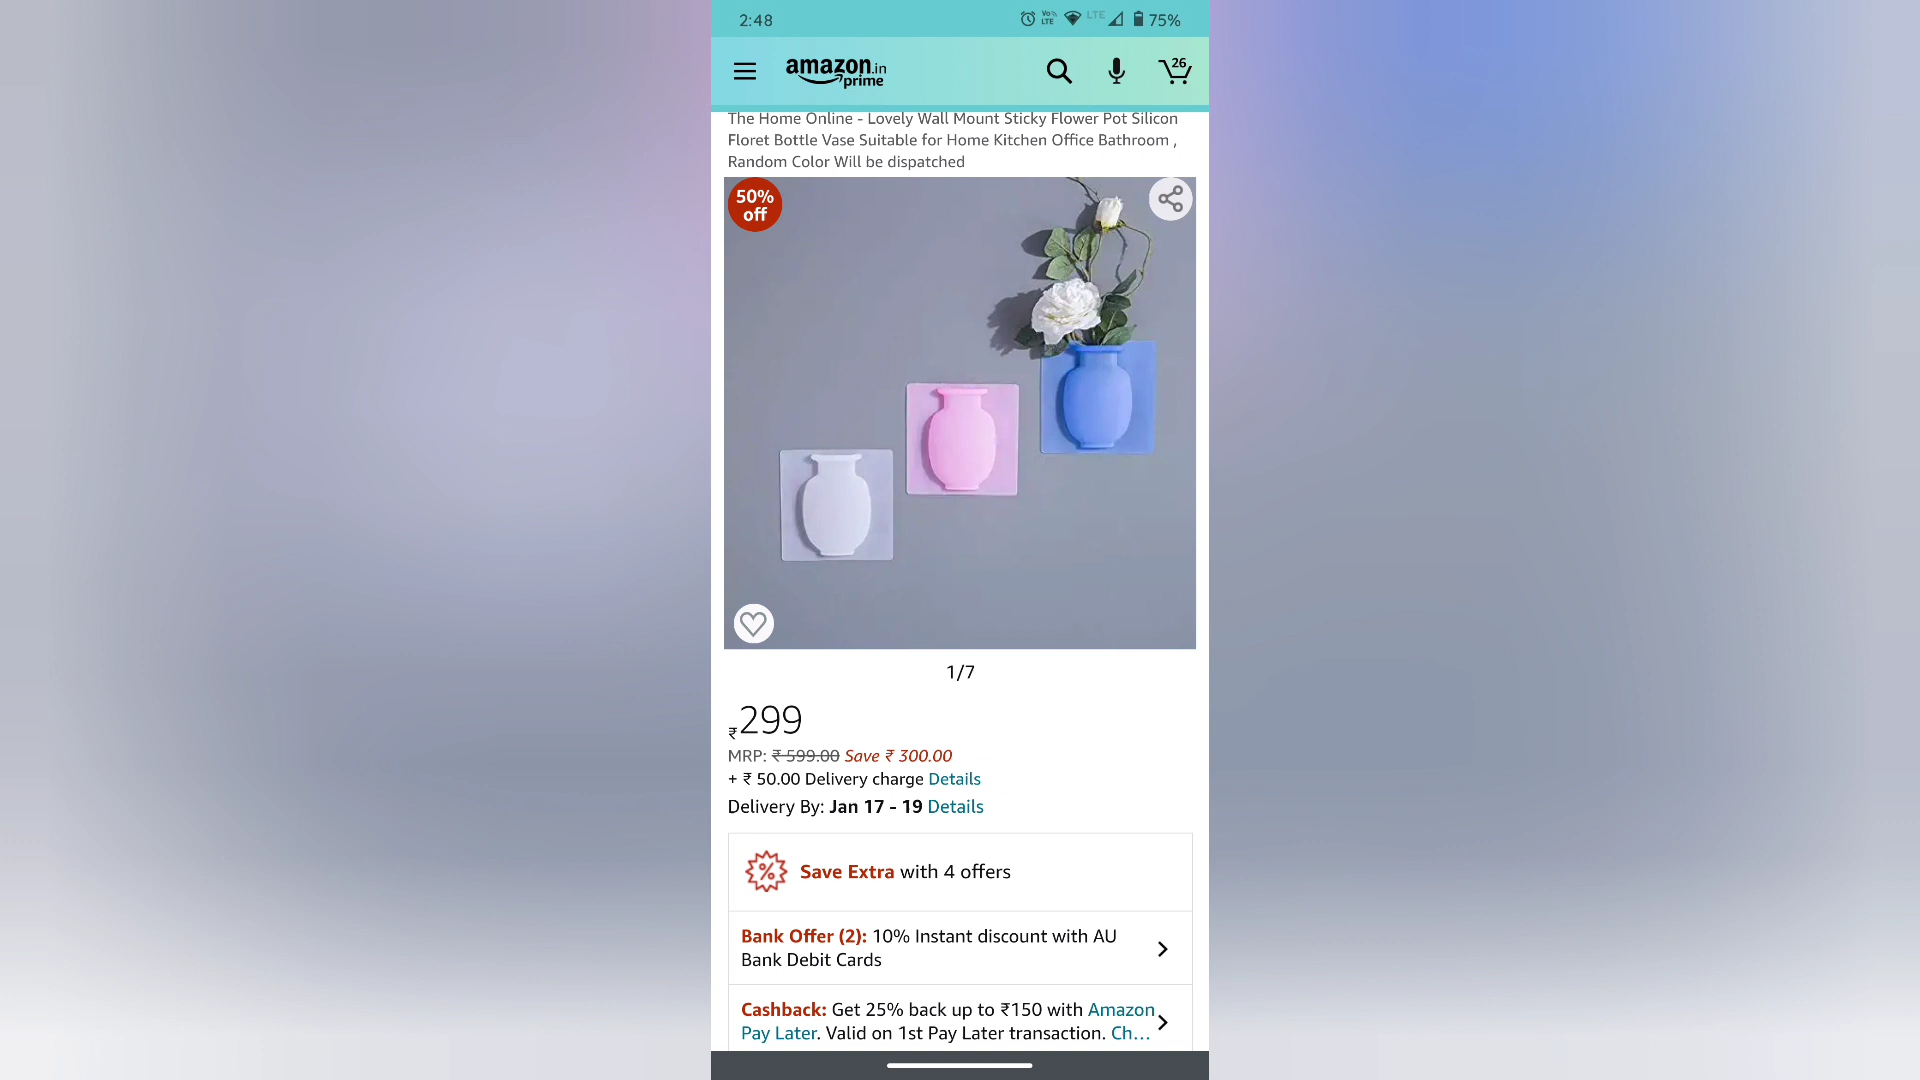 2:48 Vo LTE LTE 75%
amazon.in
prime
26
The Home Online - Lovely Wall Mount Sticky Flower Pot Silicon
Floret Bottle Vase Suitable for Home Kitchen Office Bathroom ,
Random Color Will be dispatched
50%
off
1/7
₹299
MRP: ₹ 599.00 Save ₹ 300.00
+ ₹ 50.00 Delivery charge Details
Delivery By: Jan 17 - 19 Details
% Save Extra with 4 offers
Bank Offer (2): 10% Instant discount with AU
Bank Debit Cards
Cashback: Get 25% back up to ₹150 with Amazon
Pay Later. Valid on 1st Pay Later transaction. Ch...